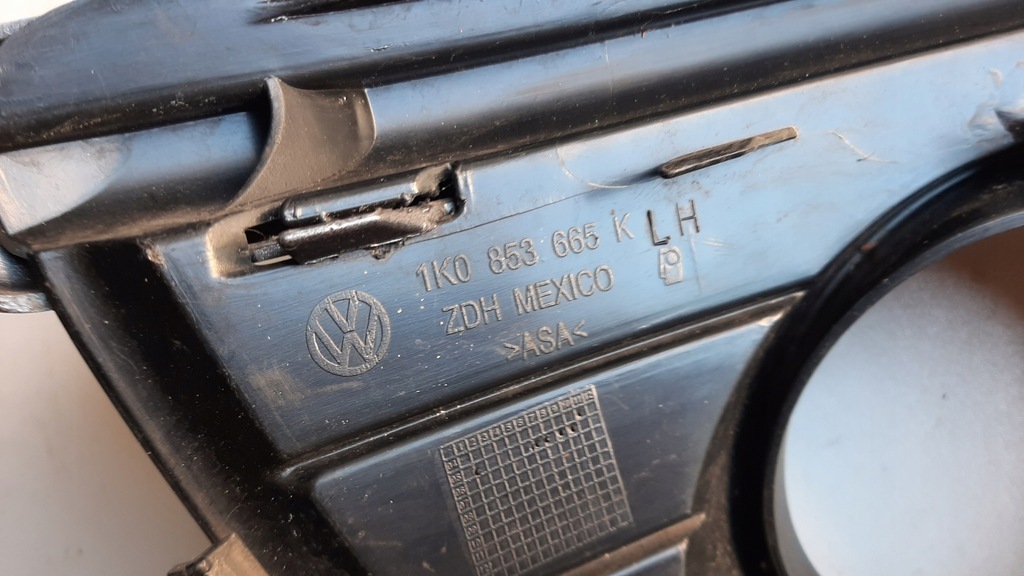 1K0 853 665 K LH
ZDH MEXICO
>ASA<